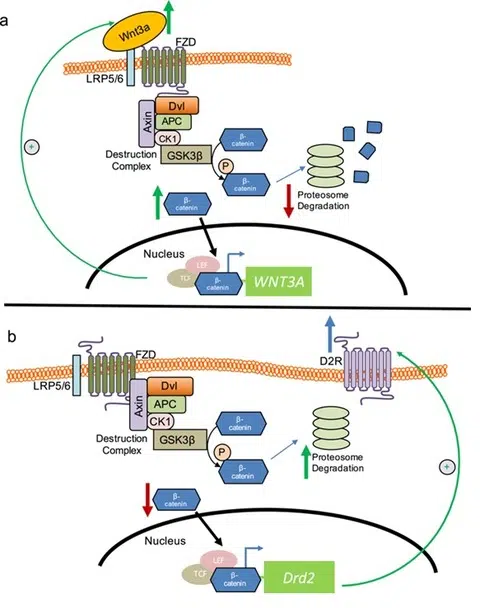 a
Wnt3a
FZD
LRP5/6
Dvl
Axin
APC
CK1
Destruction
Complex
GSK3β
β-
catenin
P
β-
catenin
Proteosome
Degradation
β-
catenin
+
Nucleus
LEF
TCF
β-
catenin
WNT3A
b
FZD
LRP5/6
D2R
Dvl
Axin
APC
CK1
Destruction
Complex
GSK3β
β-
catenin
P
β-
catenin
Proteosome
Degradation
+
β-
catenin
Nucleus
LEF
TCF
β-
catenin
Drd2